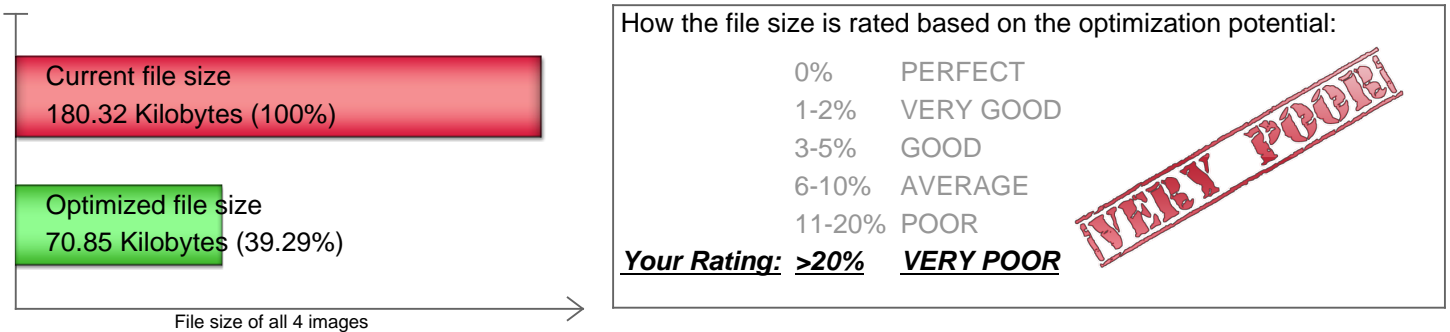 Current file size
180.32 Kilobytes (100%)
Optimized file size
70.85 Kilobytes (39.29%)
File size of all 4 images
How the file size is rated based on the optimization potential:
0% PERFECT
1-2% VERY GOOD
3-5% GOOD
6-10% AVERAGE
11-20% POOR
Your Rating: >20% VERY POOR
VERY POOR